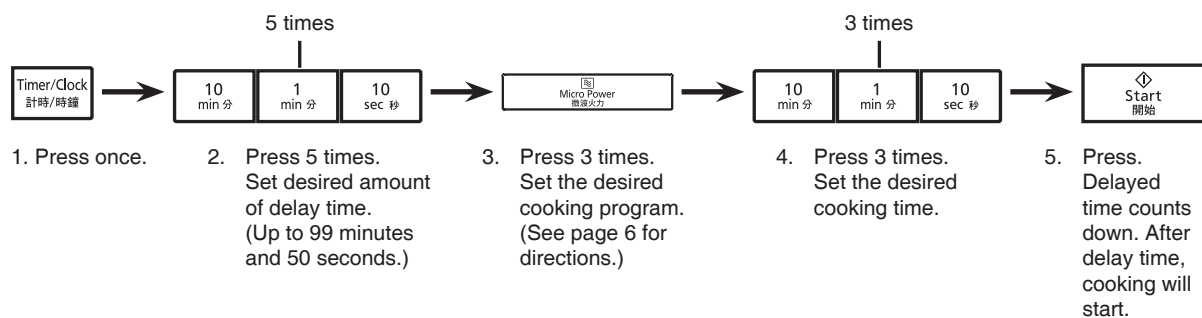 5 times
3 times
Timer/Clock
計時/時鐘
10
min 分
1
min 分
10
sec 秒
Micro Power
微波火力
10
min 分
1
min 分
10
sec 秒
Start
開始
1. Press once.
2. Press 5 times.
Set desired amount
of delay time.
(Up to 99 minutes
and 50 seconds.)
3. Press 3 times.
Set the desired
cooking program.
(See page 6 for
directions.)
4. Press 3 times.
Set the desired
cooking time.
5. Press.
Delayed
time counts
down. After
delay time,
cooking will
start.